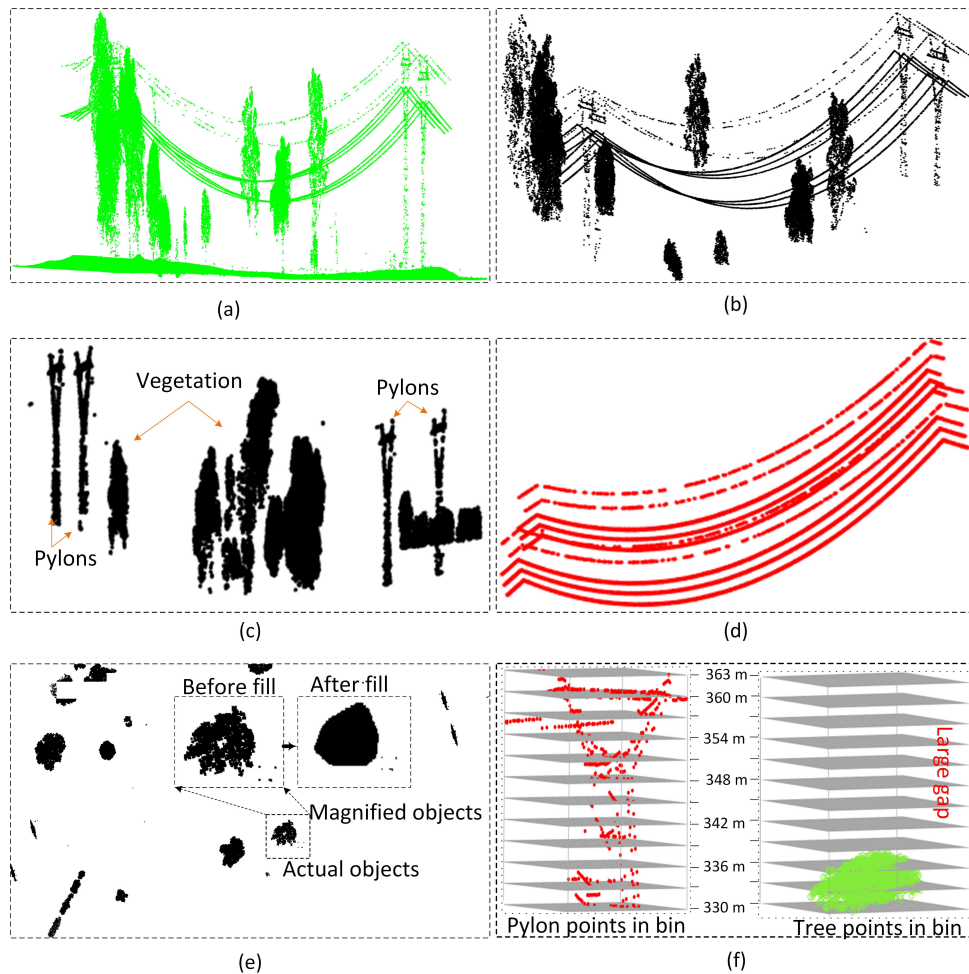 (a)
(b)
Vegetation
Pylons
Pylons
(c)
(d)
Before fill
After fill
Magnified objects
Actual objects
(e)
363 m
360 m
354 m
348 m
342 m
336 m
330 m
Large gap
Pylon points in bin
Tree points in bin
(f)